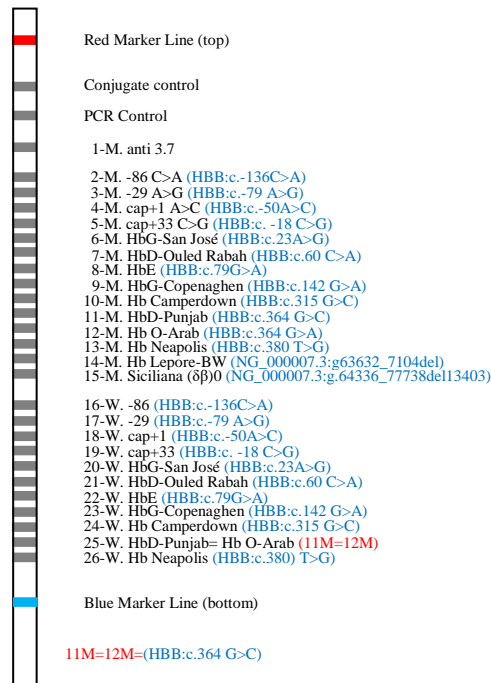 Red Marker Line (top)
Conjugate control
PCR Control
1-M. anti 3.7
2-M. -86 C>A (HBB:c.-136C>A)
3-M. -29 A>G (HBB:c.-79 A>G)
4-M. cap+1 A>C (HBB:c.-50A>C)
5-M. cap+33 C>G (HBB:c. -18 C>G)
6-M. HbG-San José (HBB:c.23A>G)
7-M. HbD-Ouled Rabah (HBB:c.60 C>A)
8-M. HbE (HBB:c.79G>A)
9-M. HbG-Copenaghen (HBB:c.142 G>A)
10-M. Hb Camperdown (HBB:c.315 G>C)
11-M. HbD-Punjab (HBB:c.364 G>C)
12-M. Hb O-Arab (HBB:c.364 G>A)
13-M. Hb Neapolis (HBB:c.380 T>G)
14-M. Hb Lepore-BW (NG_000007.3:g63632_7104del)
15-M. Siciliana (δβ)0 (NG_000007.3:g.64336_77738del13403)
16-W. -86 (HBB:c.-136C>A)
17-W. -29 (HBB:c.-79 A>G)
18-W. cap+1 (HBB:c.-50A>C)
19-W. cap+33 (HBB:c. -18 C>G)
20-W. HbG-San José (HBB:c.23A>G)
21-W. HbD-Ouled Rabah (HBB:c.60 C>A)
22-W. HbE (HBB:c.79G>A)
23-W. HbG-Copenaghen (HBB:c.142 G>A)
24-W. Hb Camperdown (HBB:c.315 G>C)
25-W. HbD-Punjab= Hb O-Arab (11M=12M)
26-W. Hb Neapolis (HBB:c.380) T>G)
Blue Marker Line (bottom)
11M=12M=(HBB:c.364 G>C)